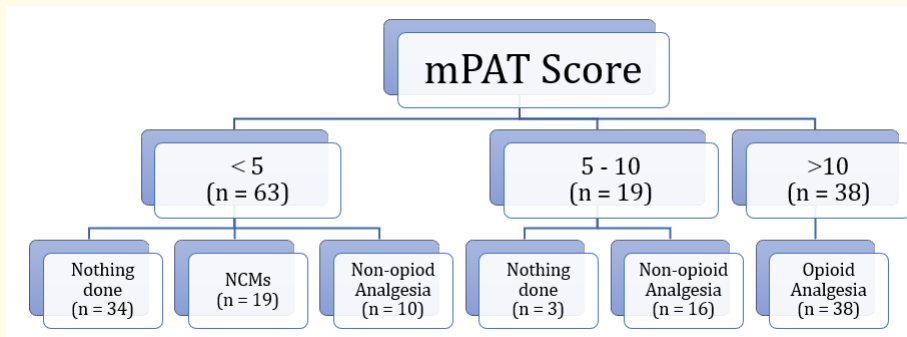 mPAT Score
< 5
(n = 63)
5 - 10
(n = 19)
>10
(n = 38)
Nothing
done
(n = 34)
NCMs
(n = 19)
Non-opiod
Analgesia
(n = 10)
Nothing
done
(n = 3)
Non-opioid
Analgesia
(n = 16)
Opioid
Analgesia
(n = 38)